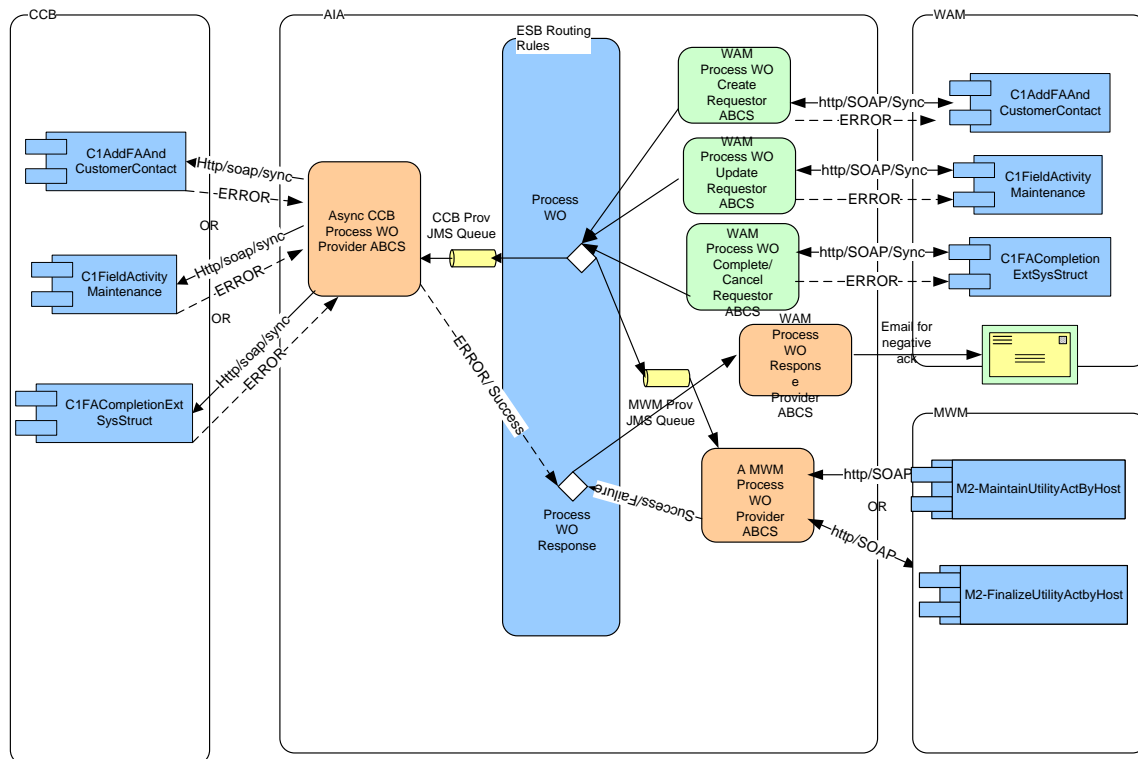 CCB
AIA
WAM
ESB Routing
Rules
WAM
Process WO
Create
Requestor
ABCS
http/SOAP/Sync
ERROR
C1AddFAAnd
CustomerContact
C1AddFAAnd
CustomerContact
Http/soap/sync
ERROR
OR
WAM
Process WO
Update
Requestor
ABCS
http/SOAP/Sync
ERROR
C1FieldActivity
Maintenance
Async CCB
Process WO
Provider ABCS
CCB Prov
JMS Queue
Process
WO
WAM
Process WO
Complete/
Cancel
Requestor
ABCS
http/SOAP/Sync
ERROR
C1FACompletion
ExtSysStruct
C1FieldActivity
Maintenance
Http/soap/sync
ERROR
OR
C1FACompletionExt
SysStruct
Http/soap/sync
ERROR
ERROR/ Success
WAM
Process
WO
Respons
e
Provider
ABCS
Email for
negative
ack
MWM Prov
JMS Queue
MWM
A MWM
Process
WO
Provider
ABCS
Success/Failure
Process
WO
Response
http/SOAP
OR
http/SOAP
M2-MaintainUtilityActByHost
M2-FinalizeUtilityActbyHost